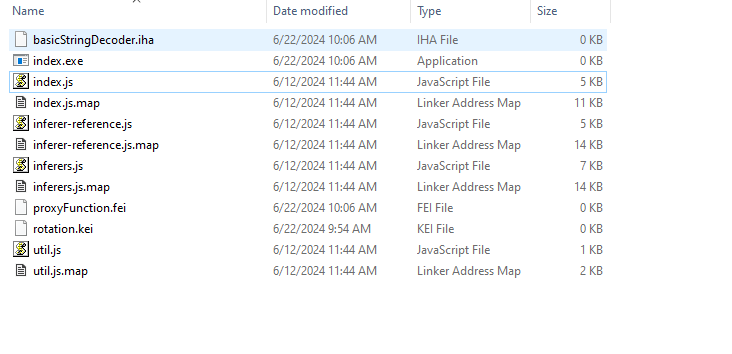 Name Date modified Type Size
basicStringDecoder.iha 6/22/2024 10:06 AM IHA File 0 KB
index.exe 6/22/2024 10:06 AM Application 0 KB
index.js 6/12/2024 11:44 AM JavaScript File 5 KB
index.js.map 6/12/2024 11:44 AM Linker Address Map 11 KB
inferer-reference.js 6/12/2024 11:44 AM JavaScript File 5 KB
inferer-reference.js.map 6/12/2024 11:44 AM Linker Address Map 14 KB
inferers.js 6/12/2024 11:44 AM JavaScript File 7 KB
inferers.js.map 6/12/2024 11:44 AM Linker Address Map 14 KB
proxyFunction.fei 6/22/2024 10:06 AM FEI File 0 KB
rotation.kei 6/22/2024 9:54 AM KEI File 0 KB
util.js 6/12/2024 11:44 AM JavaScript File 1 KB
util.js.map 6/12/2024 11:44 AM Linker Address Map 2 KB